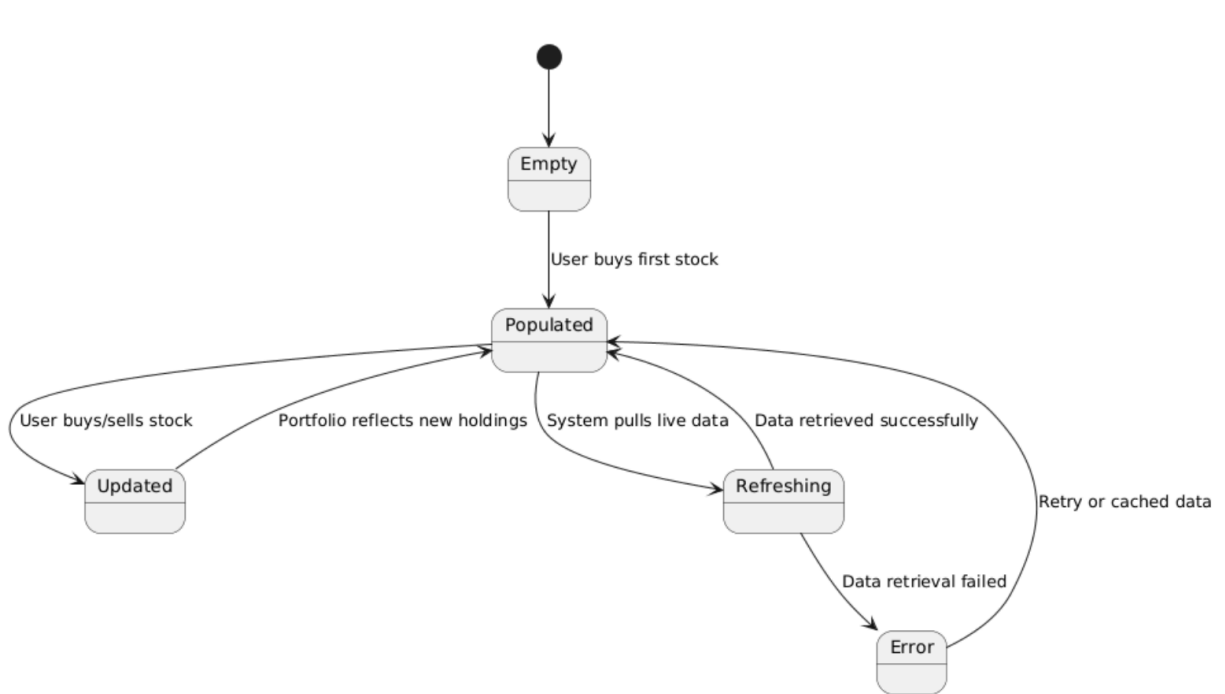 Empty
User buys first stock
Populated
User buys/sells stock
Portfolio reflects new holdings
System pulls live data
Data retrieved successfully
Updated
Refreshing
Retry or cached data
Data retrieval failed
Error